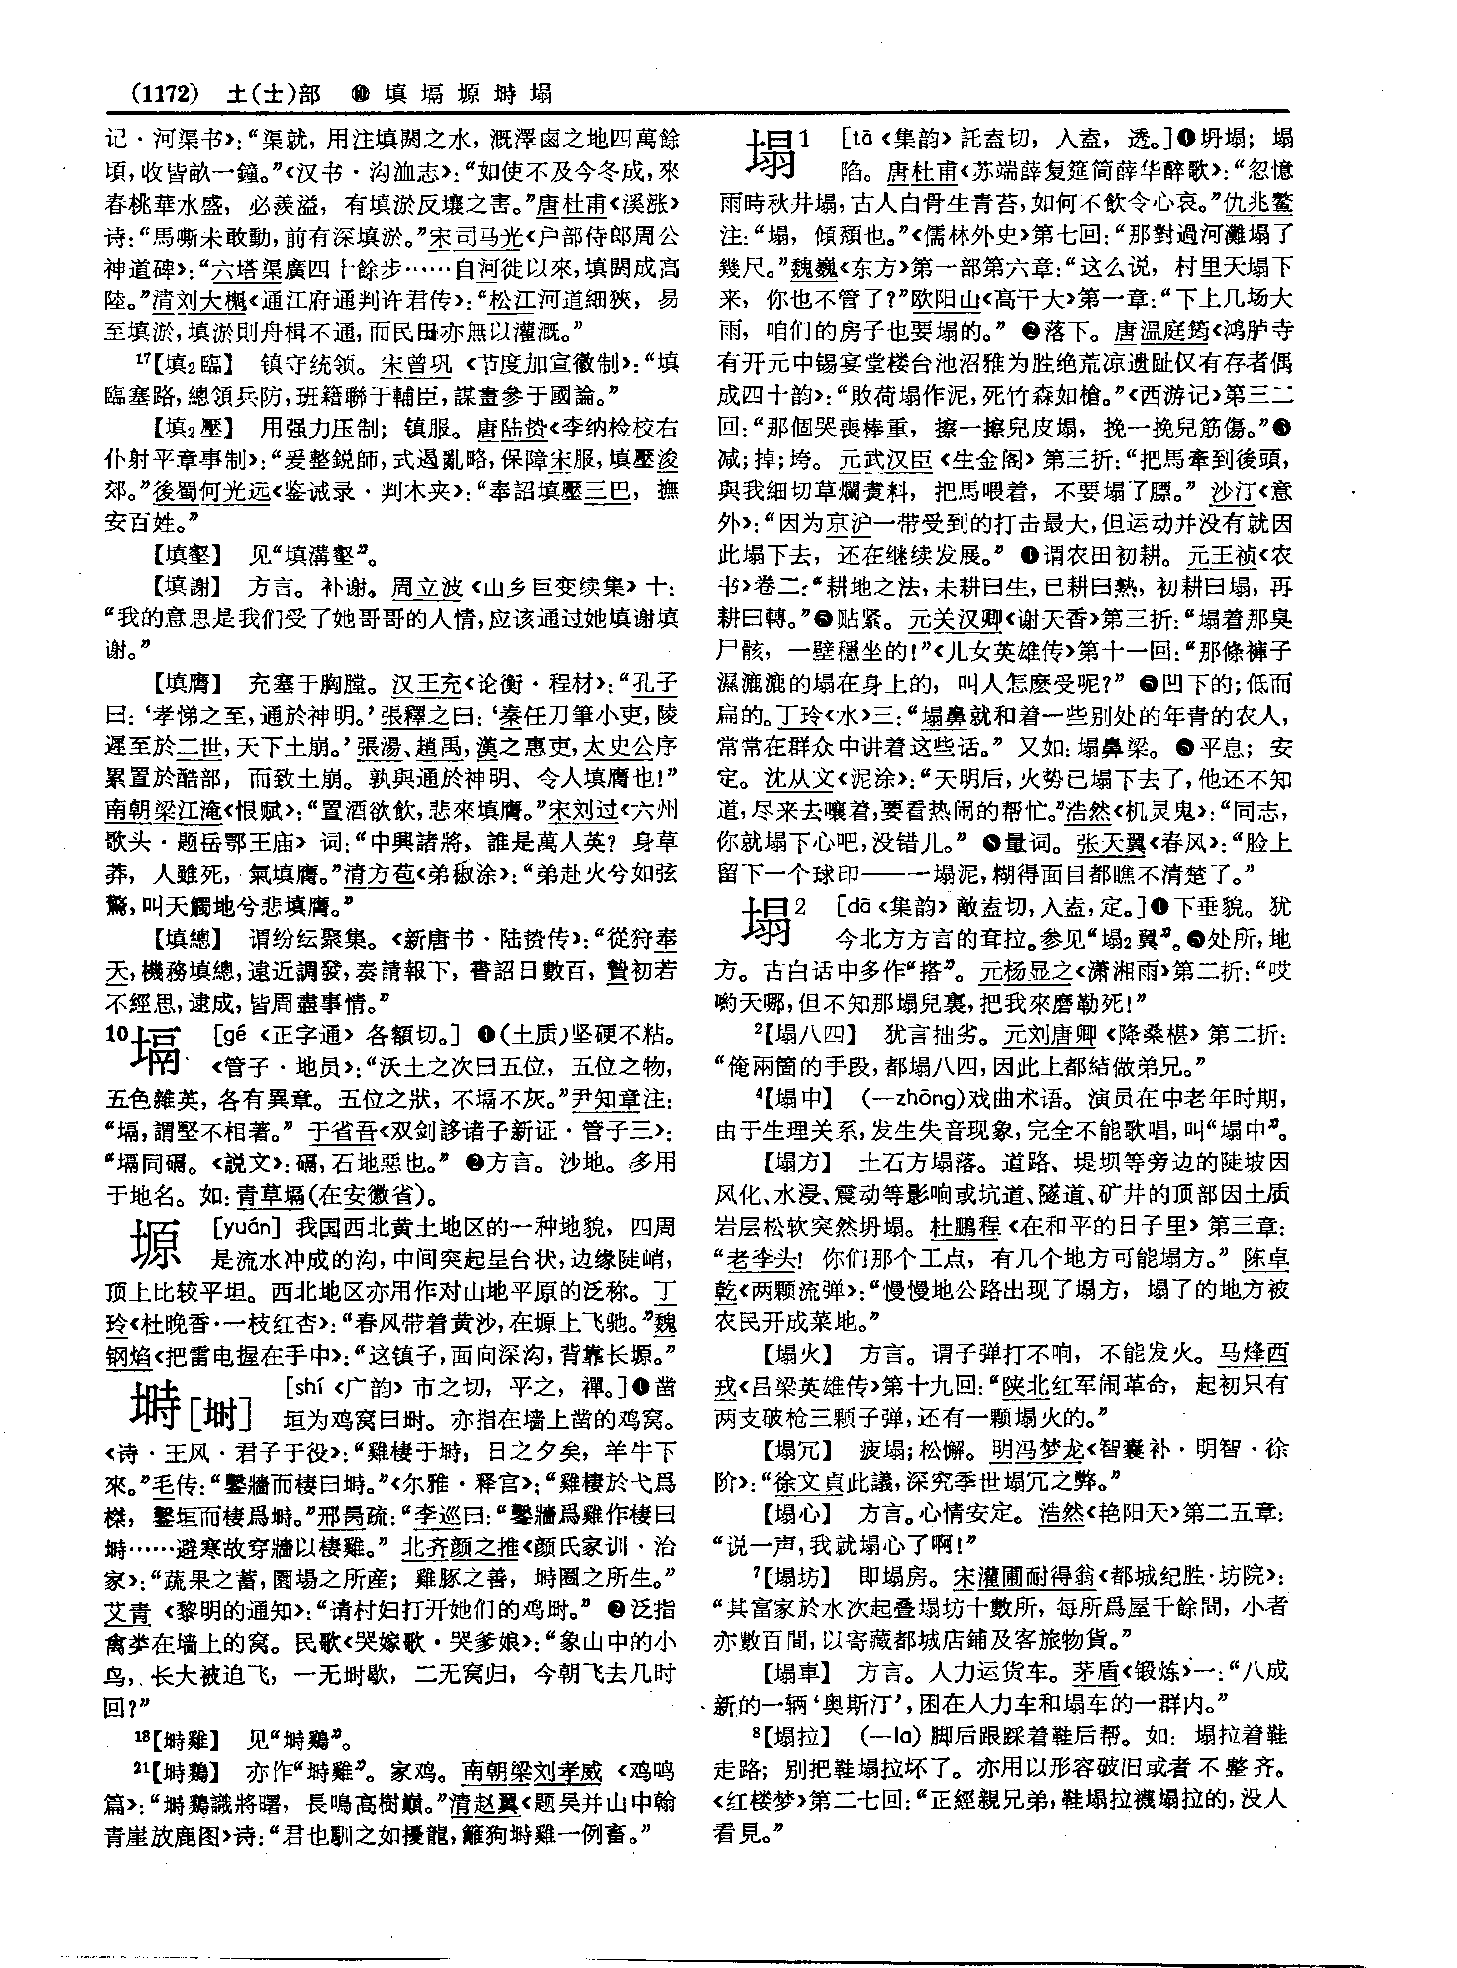 (1172) 土(士)部 ❿ 填塥塬塒塌
记·河渠书》:“渠就,用注填閼之水,溉澤鹵之地四萬餘
頃,收皆畝一鐘。”《汉书·沟洫志》:“如使不及今冬成,來
春桃華水盛,必羨溢,有填淤反壤之害。”唐杜甫《溪涨》
诗:“馬嘶未敢動,前有深填淤。”宋司马光《户部侍郎周公
神道碑》:“六塔渠廣四十餘步……自河徙以來,填閼成高
陸。”清刘大櫆《通江府通判许君传》:“松江河道細狹,易
至填淤,填淤則舟楫不通,而民田亦無以灌溉。”
17【填₂臨】 镇守统领。宋曾巩《节度加宣徽制》:“填
臨塞路,總領兵防,班籍聯于輔臣,謀畫參于國論。”
【填₂壓】 用强力压制;镇服。唐陆贽《李纳检校右
仆射平章事制》:“爰整鋭師,式遏亂略,保障宋服,填壓浚
郊。”後蜀何光远《鉴诫录·判木夹》:“奉詔填壓三巴,撫
安百姓。”
【填壑】 见“填溝壑”。
【填謝】 方言。补谢。周立波《山乡巨变续集》十:
“我的意思是我们受了她哥哥的人情,应该通过她填谢填
谢。”
【填膺】 充塞于胸膛。汉王充《论衡·程材》:“孔子
曰:‘孝悌之至,通於神明。’張釋之曰:‘秦任刀筆小吏,陵
遲至於二世,天下土崩。’張湯、趙禹,漢之惠吏,太史公序
累置於酷部,而致土崩。孰與通於神明、令人填膺也!”
南朝梁江淹《恨赋》:“置酒欲飲,悲來填膺。”宋刘过《六州
歌头·题岳鄂王庙》词:“中興諸將,誰是萬人英?身草
莽,人雖死,氣填膺。”清方苞《弟椒涂》:“弟赴火兮如弦
驚,叫天觸地兮悲填膺。”
【填總】 谓纷纭聚集。《新唐书·陆贽传》:“從狩奉
天,機務填總,遠近調發,奏請報下,書詔日數百,贄初若
不經思,逮成,皆周盡事情。”
10塥 [gé《正字通》各額切。] ❶(土质)坚硬不粘。
《管子·地员》:“沃土之次曰五位,五位之物,
五色雜英,各有異章。五位之狀,不塥不灰。”尹知章注:
“塥,謂堅不相著。”于省吾《双剑誃诸子新证·管子三》:
“塥同礘。《説文》:礘,石地惡也。”❷方言。沙地。多用
于地名。如:青草塥(在安徽省)。
塬 [yuán] 我国西北黄土地区的一种地貌,四周
是流水冲成的沟,中间突起呈台状,边缘陡峭,
顶上比较平坦。西北地区亦用作对山地平原的泛称。丁
玲《杜晚香·一枝红杏》:“春风带着黄沙,在塬上飞驰。”魏
钢焰《把雷电握在手中》:“这镇子,面向深沟,背靠长塬。”
塒[埘] [shí《广韵》市之切,平之,禪。]❶凿
垣为鸡窝曰埘。亦指在墙上凿的鸡窝。
《诗·王风·君子于役》:“雞棲于塒,日之夕矣,羊牛下
來。”毛传:“鑿牆而棲曰塒。”《尔雅·释宫》:“雞棲於弋爲
榤,鑿垣而棲爲塒。”邢昺疏:“李巡曰:“鑿牆爲雞作棲曰
塒……避寒故穿牆以棲雞。”北齐颜之推《颜氏家训·治
家》:“蔬果之蓄,園場之所産;雞豚之善,塒圈之所生。”
艾青《黎明的通知》:“请村妇打开她们的鸡埘。”❷泛指
禽类在墙上的窝。民歌《哭嫁歌·哭爹娘》:“象山中的小
鸟,长大被迫飞,一无埘歇,二无窝归,今朝飞去几时
回?”
18【塒雞】 见“塒鷄”。
21【塒鷄】 亦作“塒雞”。家鸡。南朝梁刘孝威《鸡鸣
篇》:“塒鷄識將曙,長鳴高樹巔。”清赵翼《题吴并山中翰
青崖放鹿图》诗:“君也馴之如擾龍,籬狗塒雞一例畜。”
塌1 [tā《集韵》託盍切,入盍,透。]❶坍塌;塌
陷。唐杜甫《苏端薛复筵简薛华醉歌》:“忽憶
雨時秋井塌,古人白骨生青苔,如何不飲令心哀。”仇兆鳌
注:“塌,傾頹也。”《儒林外史》第七回:“那對過河灘塌了
幾尺。”魏巍《东方》第一部第六章:“这么说,村里天塌下
来,你也不管了?”欧阳山《高干大》第一章:“下上几场大
雨,咱们的房子也要塌的。”❷落下。唐温庭筠《鸿胪寺
有开元中锡宴堂楼台池沼雅为胜绝荒凉遗趾仅有存者偶
成四十韵》:“败荷塌作泥,死竹森如槍。”《西游记》第三二
回:“那個哭喪棒重,擦一擦兒皮塌,挽一挽兒筋傷。”❸
减;掉;垮。元武汉臣《生金阁》第三折:“把馬牽到後頭,
與我細切草爛煑料,把馬喂着,不要塌了膘。”沙汀《意
外》:“因为京沪一带受到的打击最大,但运动并没有就因
此塌下去,还在继续发展。”❹谓农田初耕。元王祯《农
书》卷二:“耕地之法,未耕曰生,已耕曰熟,初耕曰塌,再
耕曰轉。”❺贴紧。元关汉卿《谢天香》第三折:“塌着那臭
尸骸,一壁穩坐的!”《儿女英雄传》第十一回:“那條褲子
濕漉漉的塌在身上的,叫人怎麽受呢?”❻凹下的;低而
扁的。丁玲《水》三:“塌鼻就和着一些别处的年青的农人,
常常在群众中讲着这些话。”又如:塌鼻梁。❼平息;安
定。沈从文《泥涂》:“天明后,火势已塌下去了,他还不知
道,尽来去嚷着,要看热闹的帮忙。”浩然《机灵鬼》:“同志,
你就塌下心吧,没错儿。”❽量词。张天翼《春风》:“脸上
留下一个球印——一塌泥,糊得面目都瞧不清楚了。”
塌2 [dā《集韵》敵盍切,入盍,定。]❶下垂貌。犹
今北方方言的耷拉。参见“塌₂翼”。❷处所,地
方。古白话中多作“搭”。元杨显之《潇湘雨》第二折:“哎
喲天哪,但不知那塌兒裏,把我來磨勒死!”
2【塌八四】 犹言拙劣。元刘唐卿《降桑椹》第二折:
“俺兩箇的手段,都塌八四,因此上都結做弟兄。”
4【塌中】 (—zhōng)戏曲术语。演员在中老年时期,
由于生理关系,发生失音现象,完全不能歌唱,叫“塌中”。
【塌方】 土石方塌落。道路、堤坝等旁边的陡坡因
风化、水浸、震动等影响或坑道、隧道、矿井的顶部因土质
岩层松软突然坍塌。杜鹏程《在和平的日子里》第三章:
“老李头!你们那个工点,有几个地方可能塌方。”陈卓
乾《两颗流弹》:“慢慢地公路出现了塌方,塌了的地方被
农民开成菜地。”
【塌火】 方言。谓子弹打不响,不能发火。马烽西
戎《吕梁英雄传》第十九回:“陕北红军闹革命,起初只有
两支破枪三颗子弹,还有一颗塌火的。”
【塌冗】 疲塌;松懈。明冯梦龙《智囊补·明智·徐
阶》:“徐文貞此議,深究季世塌冗之弊。”
【塌心】 方言。心情安定。浩然《艳阳天》第二五章:
“说一声,我就塌心了啊!”
7【塌坊】 即塌房。宋灌圃耐得翁《都城纪胜·坊院》:
“其富家於水次起叠塌坊十數所,每所爲屋千餘間,小者
亦數百間,以寄藏都城店鋪及客旅物貨。”
【塌車】 方言。人力运货车。茅盾《锻炼》一:“八成
新的一辆‘奥斯汀’,困在人力车和塌车的一群内。”
8【塌拉】 (—la) 脚后跟踩着鞋后帮。如:塌拉着鞋
走路;别把鞋塌拉坏了。亦用以形容破旧或者不整齐。
《红楼梦》第二七回:“正經親兄弟,鞋塌拉襪塌拉的,没人
看見。”